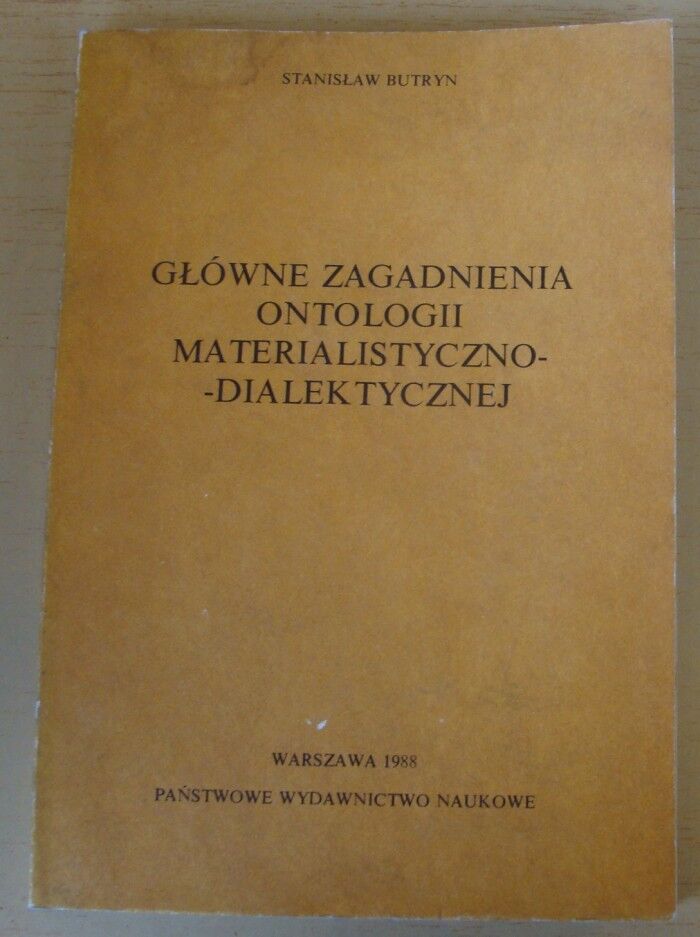 STANISŁAW BUTRYN
GŁÓWNE ZAGADNIENIA
ONTOLOGII
MATERIALISTYCZNO-
-DIALEKTYCZNEJ
WARSZAWA 1988
PAŃSTWOWE WYDAWNICTWO NAUKOWE